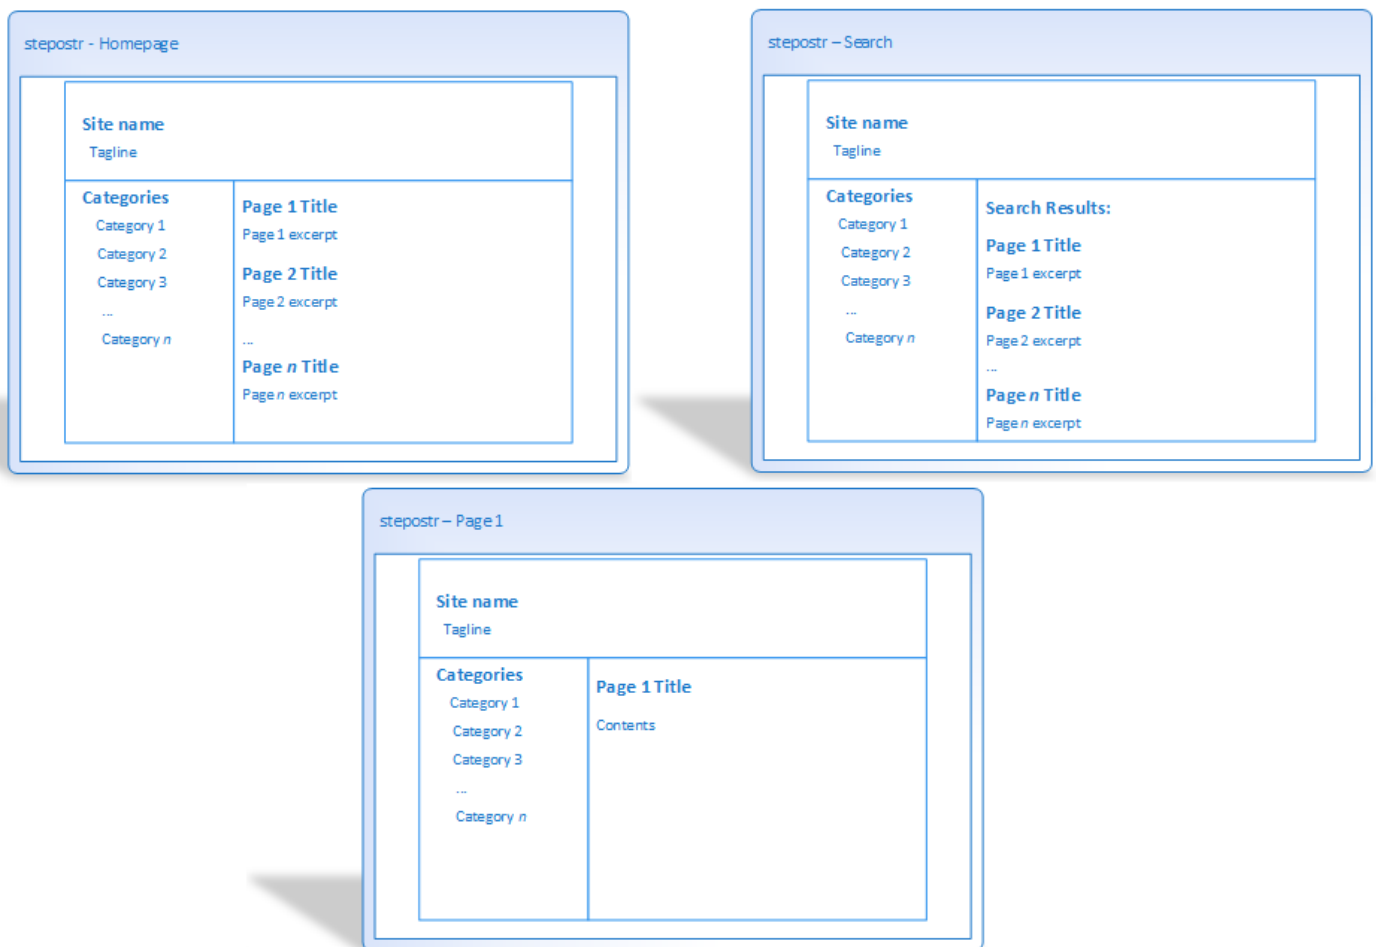 stepostr - Homepage
Site name
Tagline
Categories
Category 1
Category 2
Category 3
...
Category n
Page 1 Title
Page 1 excerpt
Page 2 Title
Page 2 excerpt
...
Page n Title
Page n excerpt
stepostr – Search
Site name
Tagline
Categories
Category 1
Category 2
Category 3
...
Category n
Search Results:
Page 1 Title
Page 1 excerpt
Page 2 Title
Page 2 excerpt
...
Page n Title
Page n excerpt
stepostr – Page 1
Site name
Tagline
Categories
Category 1
Category 2
Category 3
...
Category n
Page 1 Title
Contents